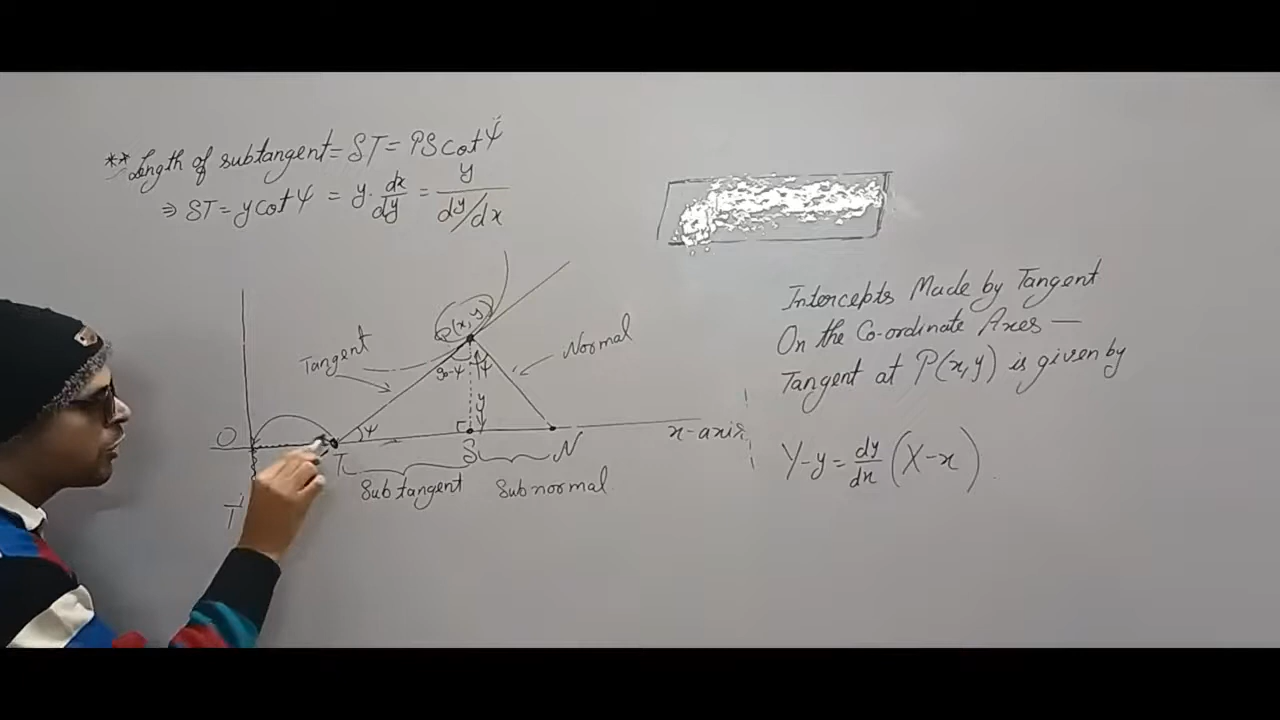 ** Length of subtangent = ST = PS cot ψ
⇒ ST = y cot ψ = y. dx/dy = y/(dy/dx)
P(x, y)
Tangent
Normal
90-ψ
ψ
y
ψ
O
T
S
N
x-axis
Subtangent
Subnormal
T'
Intercepts Made by Tangent
On the Co-ordinate Axes —
Tangent at P(x, y) is given by
Y-y = dy/dx (X-x)